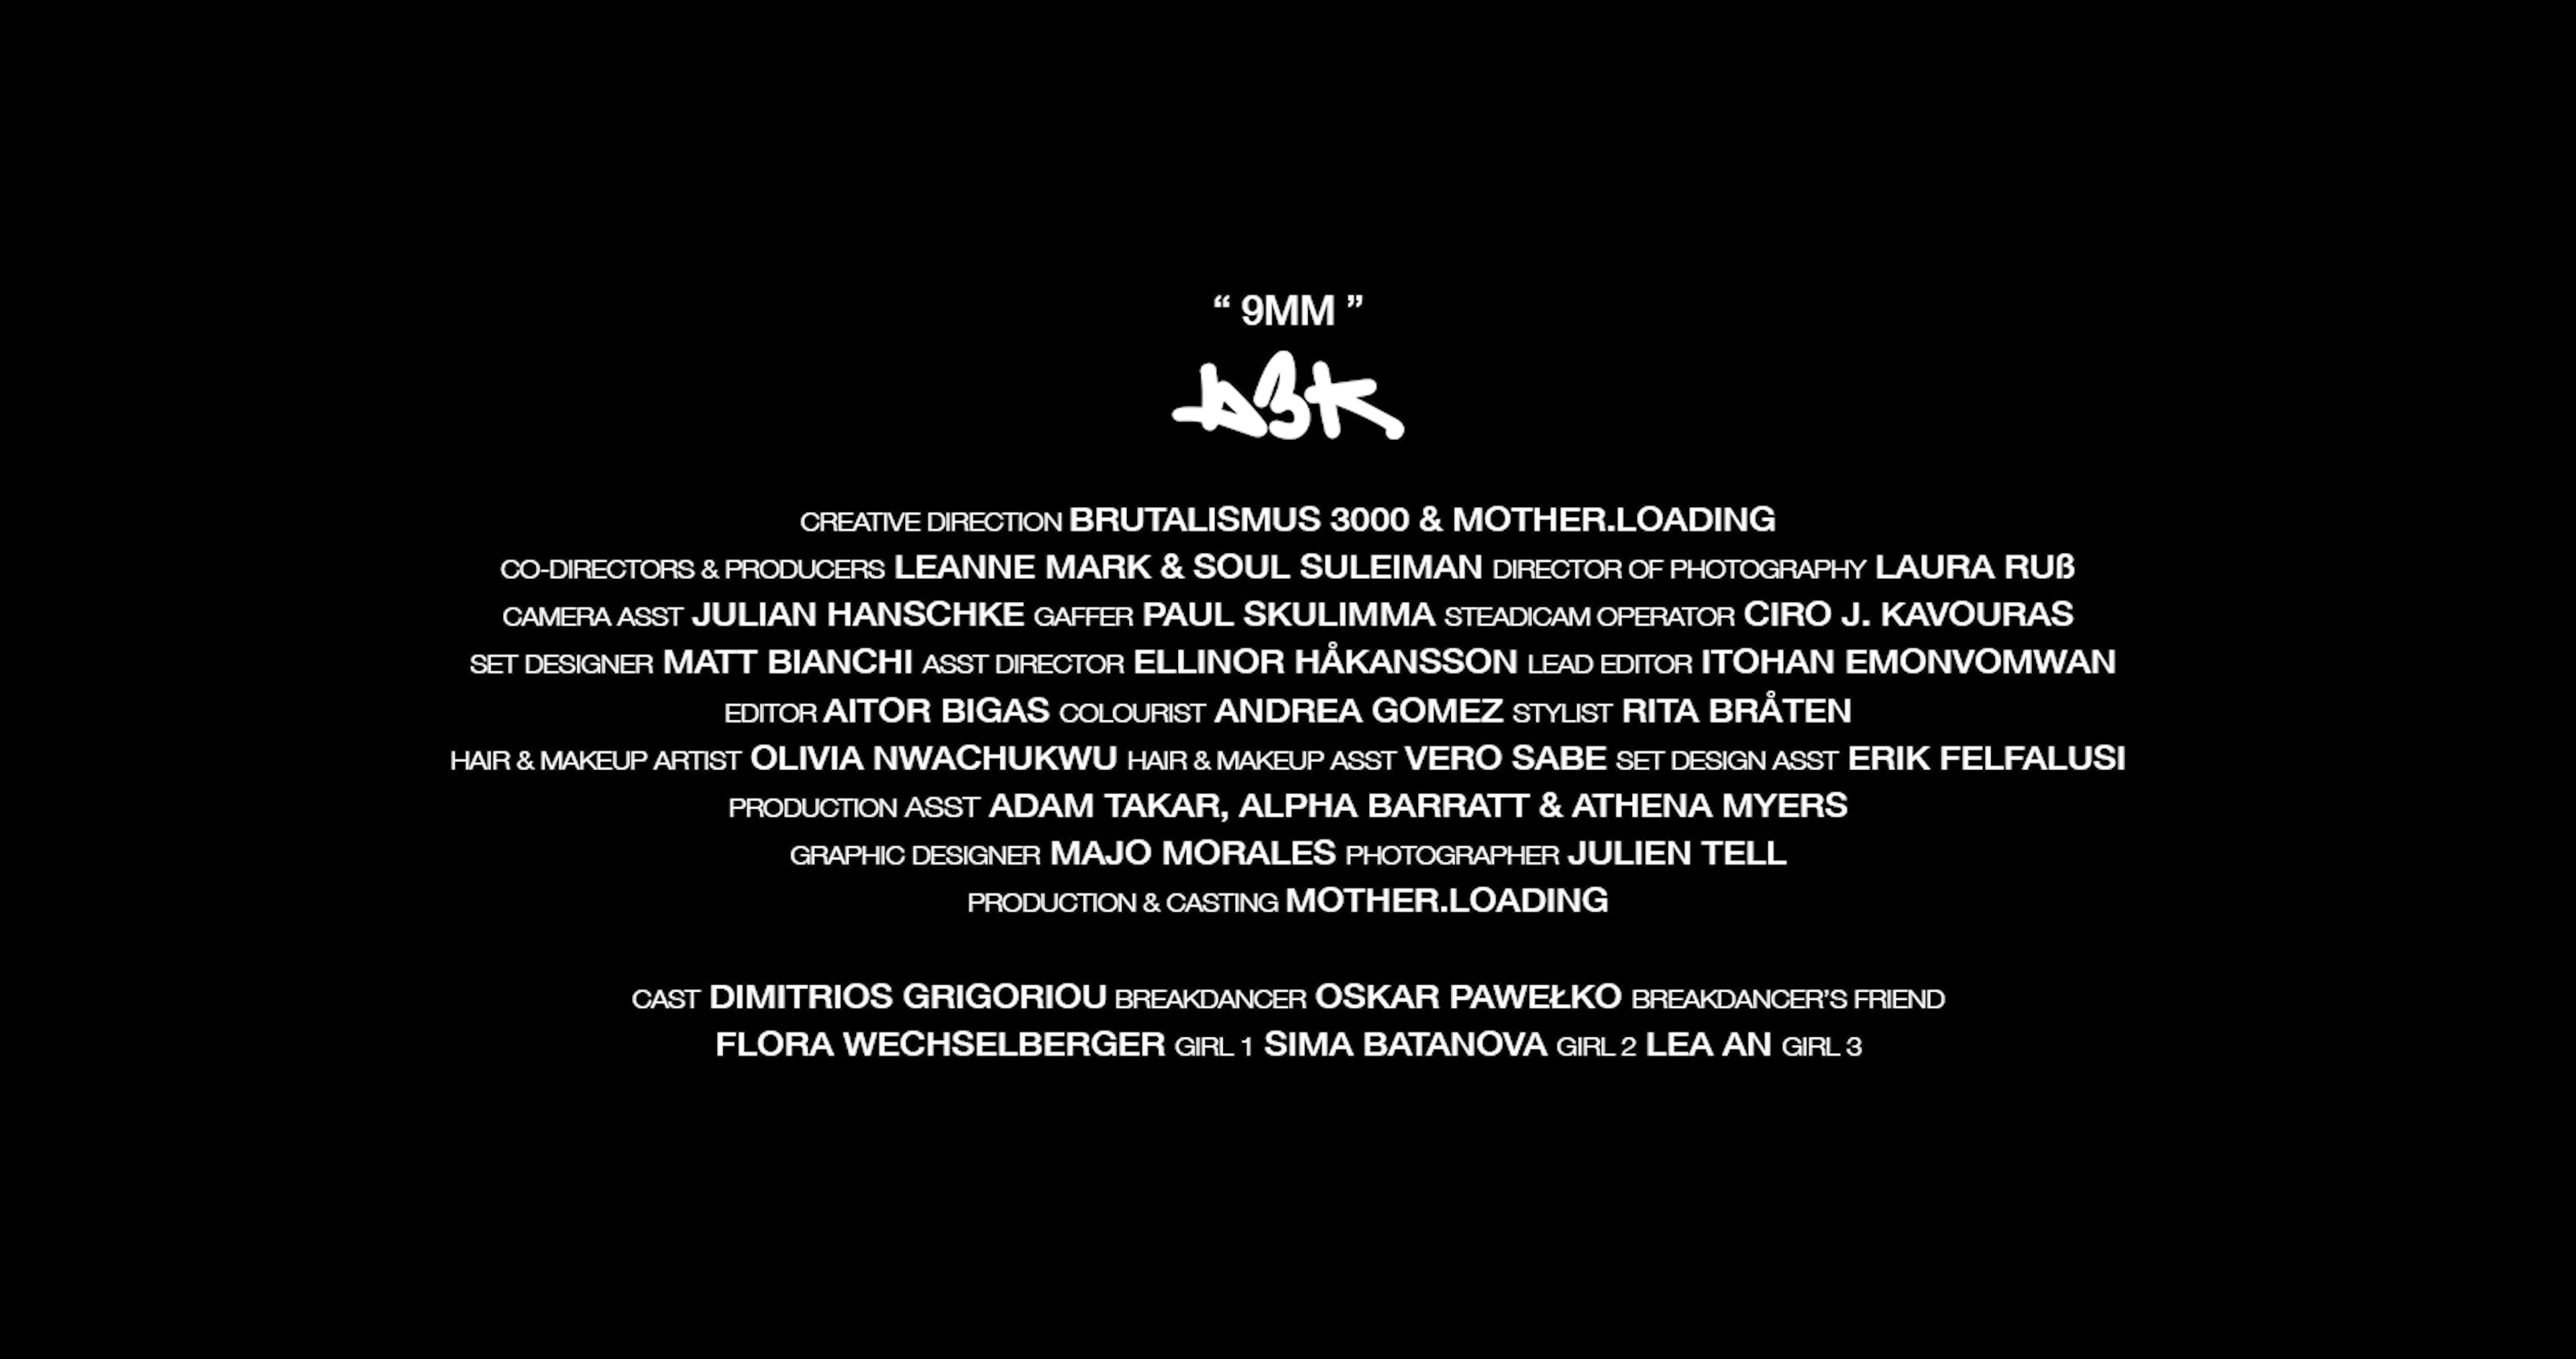 “ 9MM ”
B3K
CREATIVE DIRECTION BRUTALISMUS 3000 & MOTHER.LOADING
CO-DIRECTORS & PRODUCERS LEANNE MARK & SOUL SULEIMAN DIRECTOR OF PHOTOGRAPHY LAURA RUß
CAMERA ASST JULIAN HANSCHKE GAFFER PAUL SKULIMMA STEADICAM OPERATOR CIRO J. KAVOURAS
SET DESIGNER MATT BIANCHI ASST DIRECTOR ELLINOR HÅKANSSON LEAD EDITOR ITOHAN EMONVOMWAN
EDITOR AITOR BIGAS COLOURIST ANDREA GOMEZ STYLIST RITA BRÅTEN
HAIR & MAKEUP ARTIST OLIVIA NWACHUKWU HAIR & MAKEUP ASST VERO SABE SET DESIGN ASST ERIK FELFALUSI
PRODUCTION ASST ADAM TAKAR, ALPHA BARRATT & ATHENA MYERS
GRAPHIC DESIGNER MAJO MORALES PHOTOGRAPHER JULIEN TELL
PRODUCTION & CASTING MOTHER.LOADING
CAST DIMITRIOS GRIGORIOU BREAKDANCER OSKAR PAWEŁKO BREAKDANCER’S FRIEND
FLORA WECHSELBERGER GIRL 1 SIMA BATANOVA GIRL 2 LEA AN GIRL 3